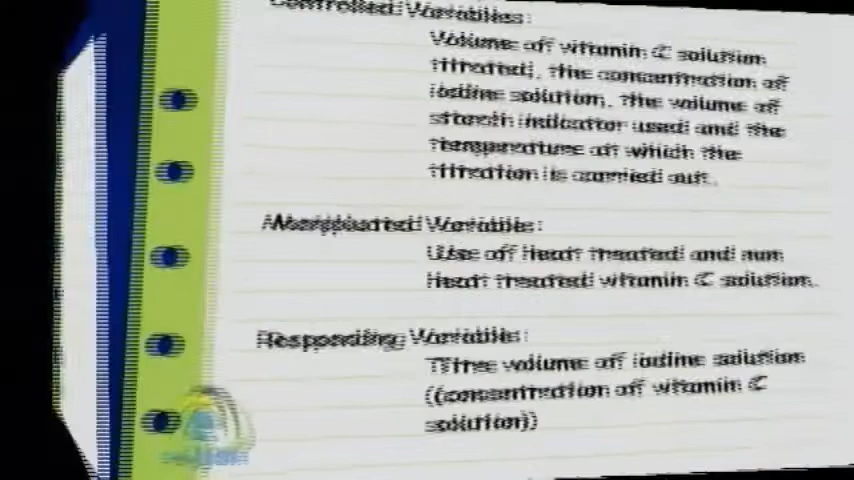 Controlled Variables:
Volume of vitamin C solution
titrated, the concentration of
iodine solution, the volume of
starch indicator used and the
temperature at which the
titration is carried out.
Manipulated Variable:
Use of heat treated and non
heat treated vitamin C solution.
Responding Variable:
Titre volume of iodine solution
(concentration of vitamin C
solution)